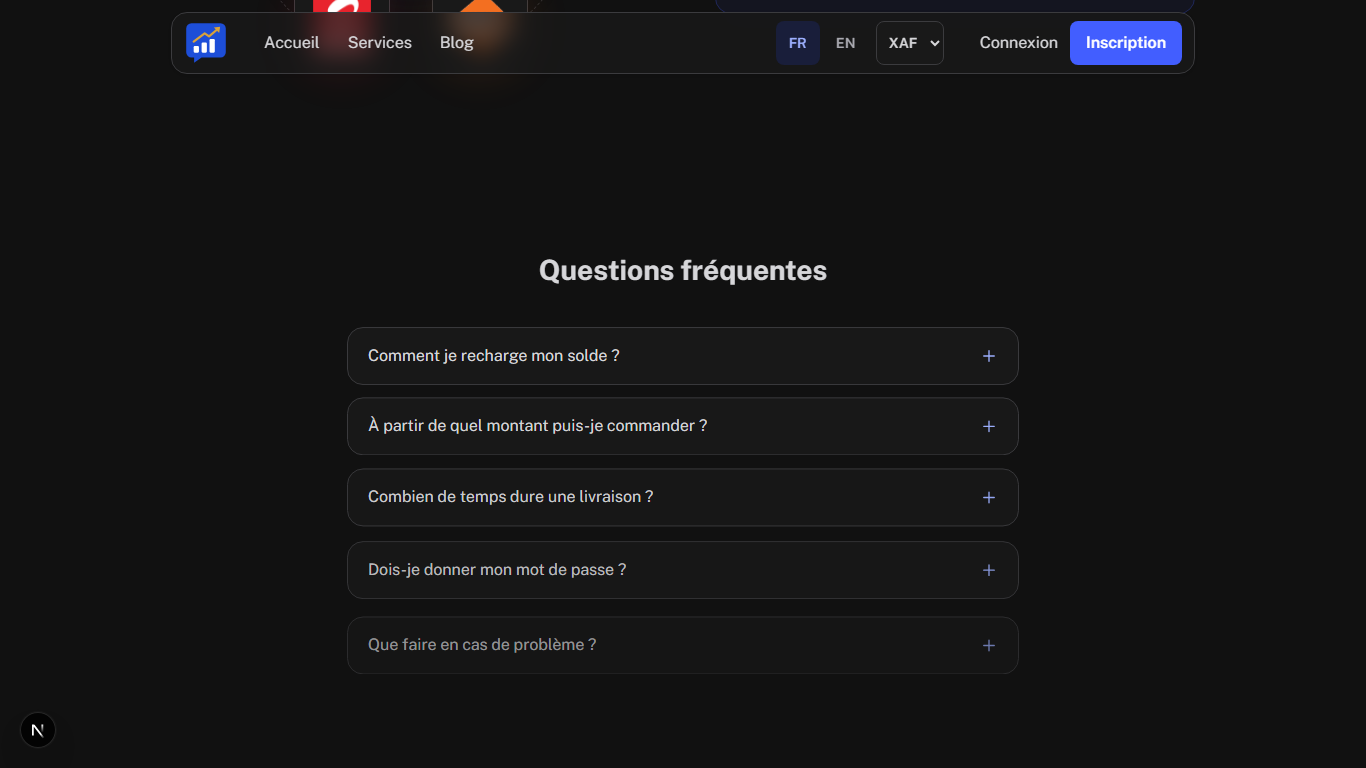 Accueil Services Blog FR EN XAF Connexion Inscription
Questions fréquentes
Comment je recharge mon solde ?
À partir de quel montant puis-je commander ?
Combien de temps dure une livraison ?
Dois-je donner mon mot de passe ?
Que faire en cas de problème ?
N